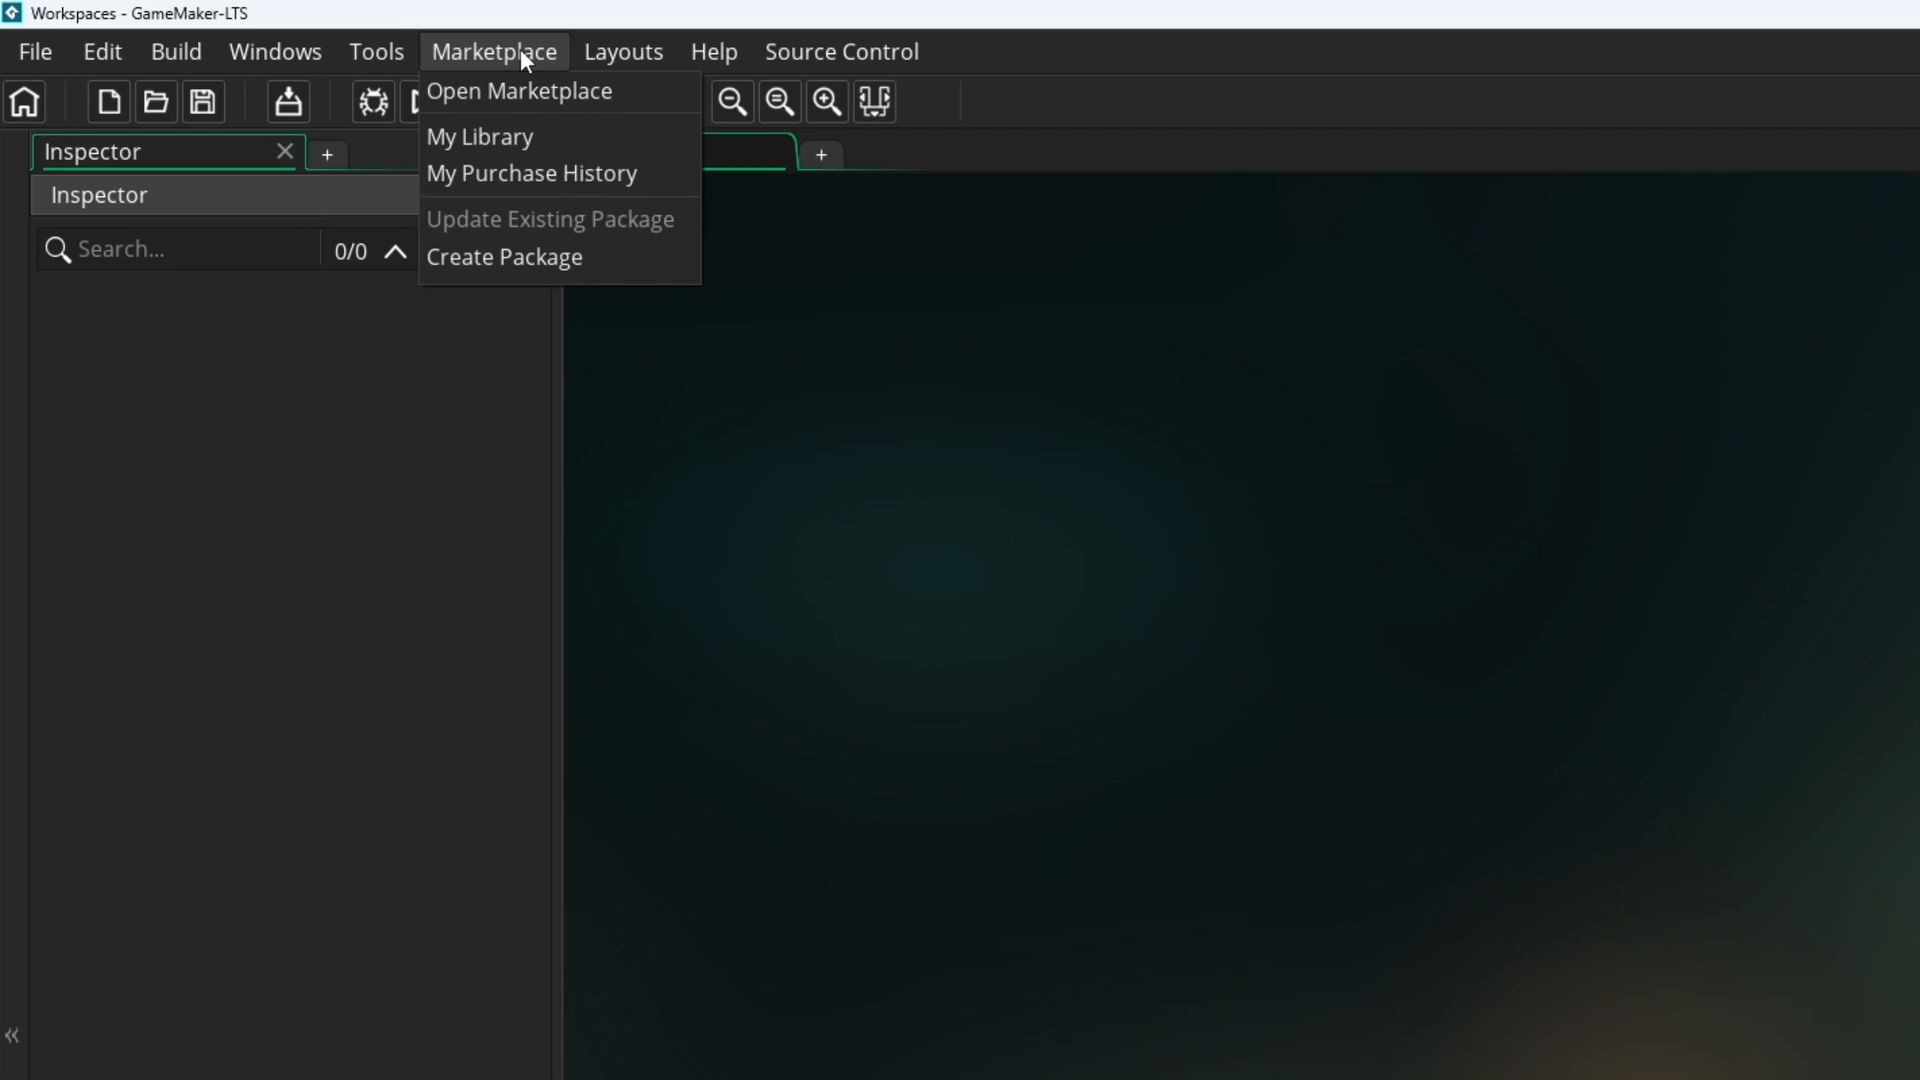 Workspaces - GameMaker-LTS
File Edit Build Windows Tools Marketplace Layouts Help Source Control
Open Marketplace
My Library
My Purchase History
Update Existing Package
Create Package
Inspector
Inspector
Search... 0/0